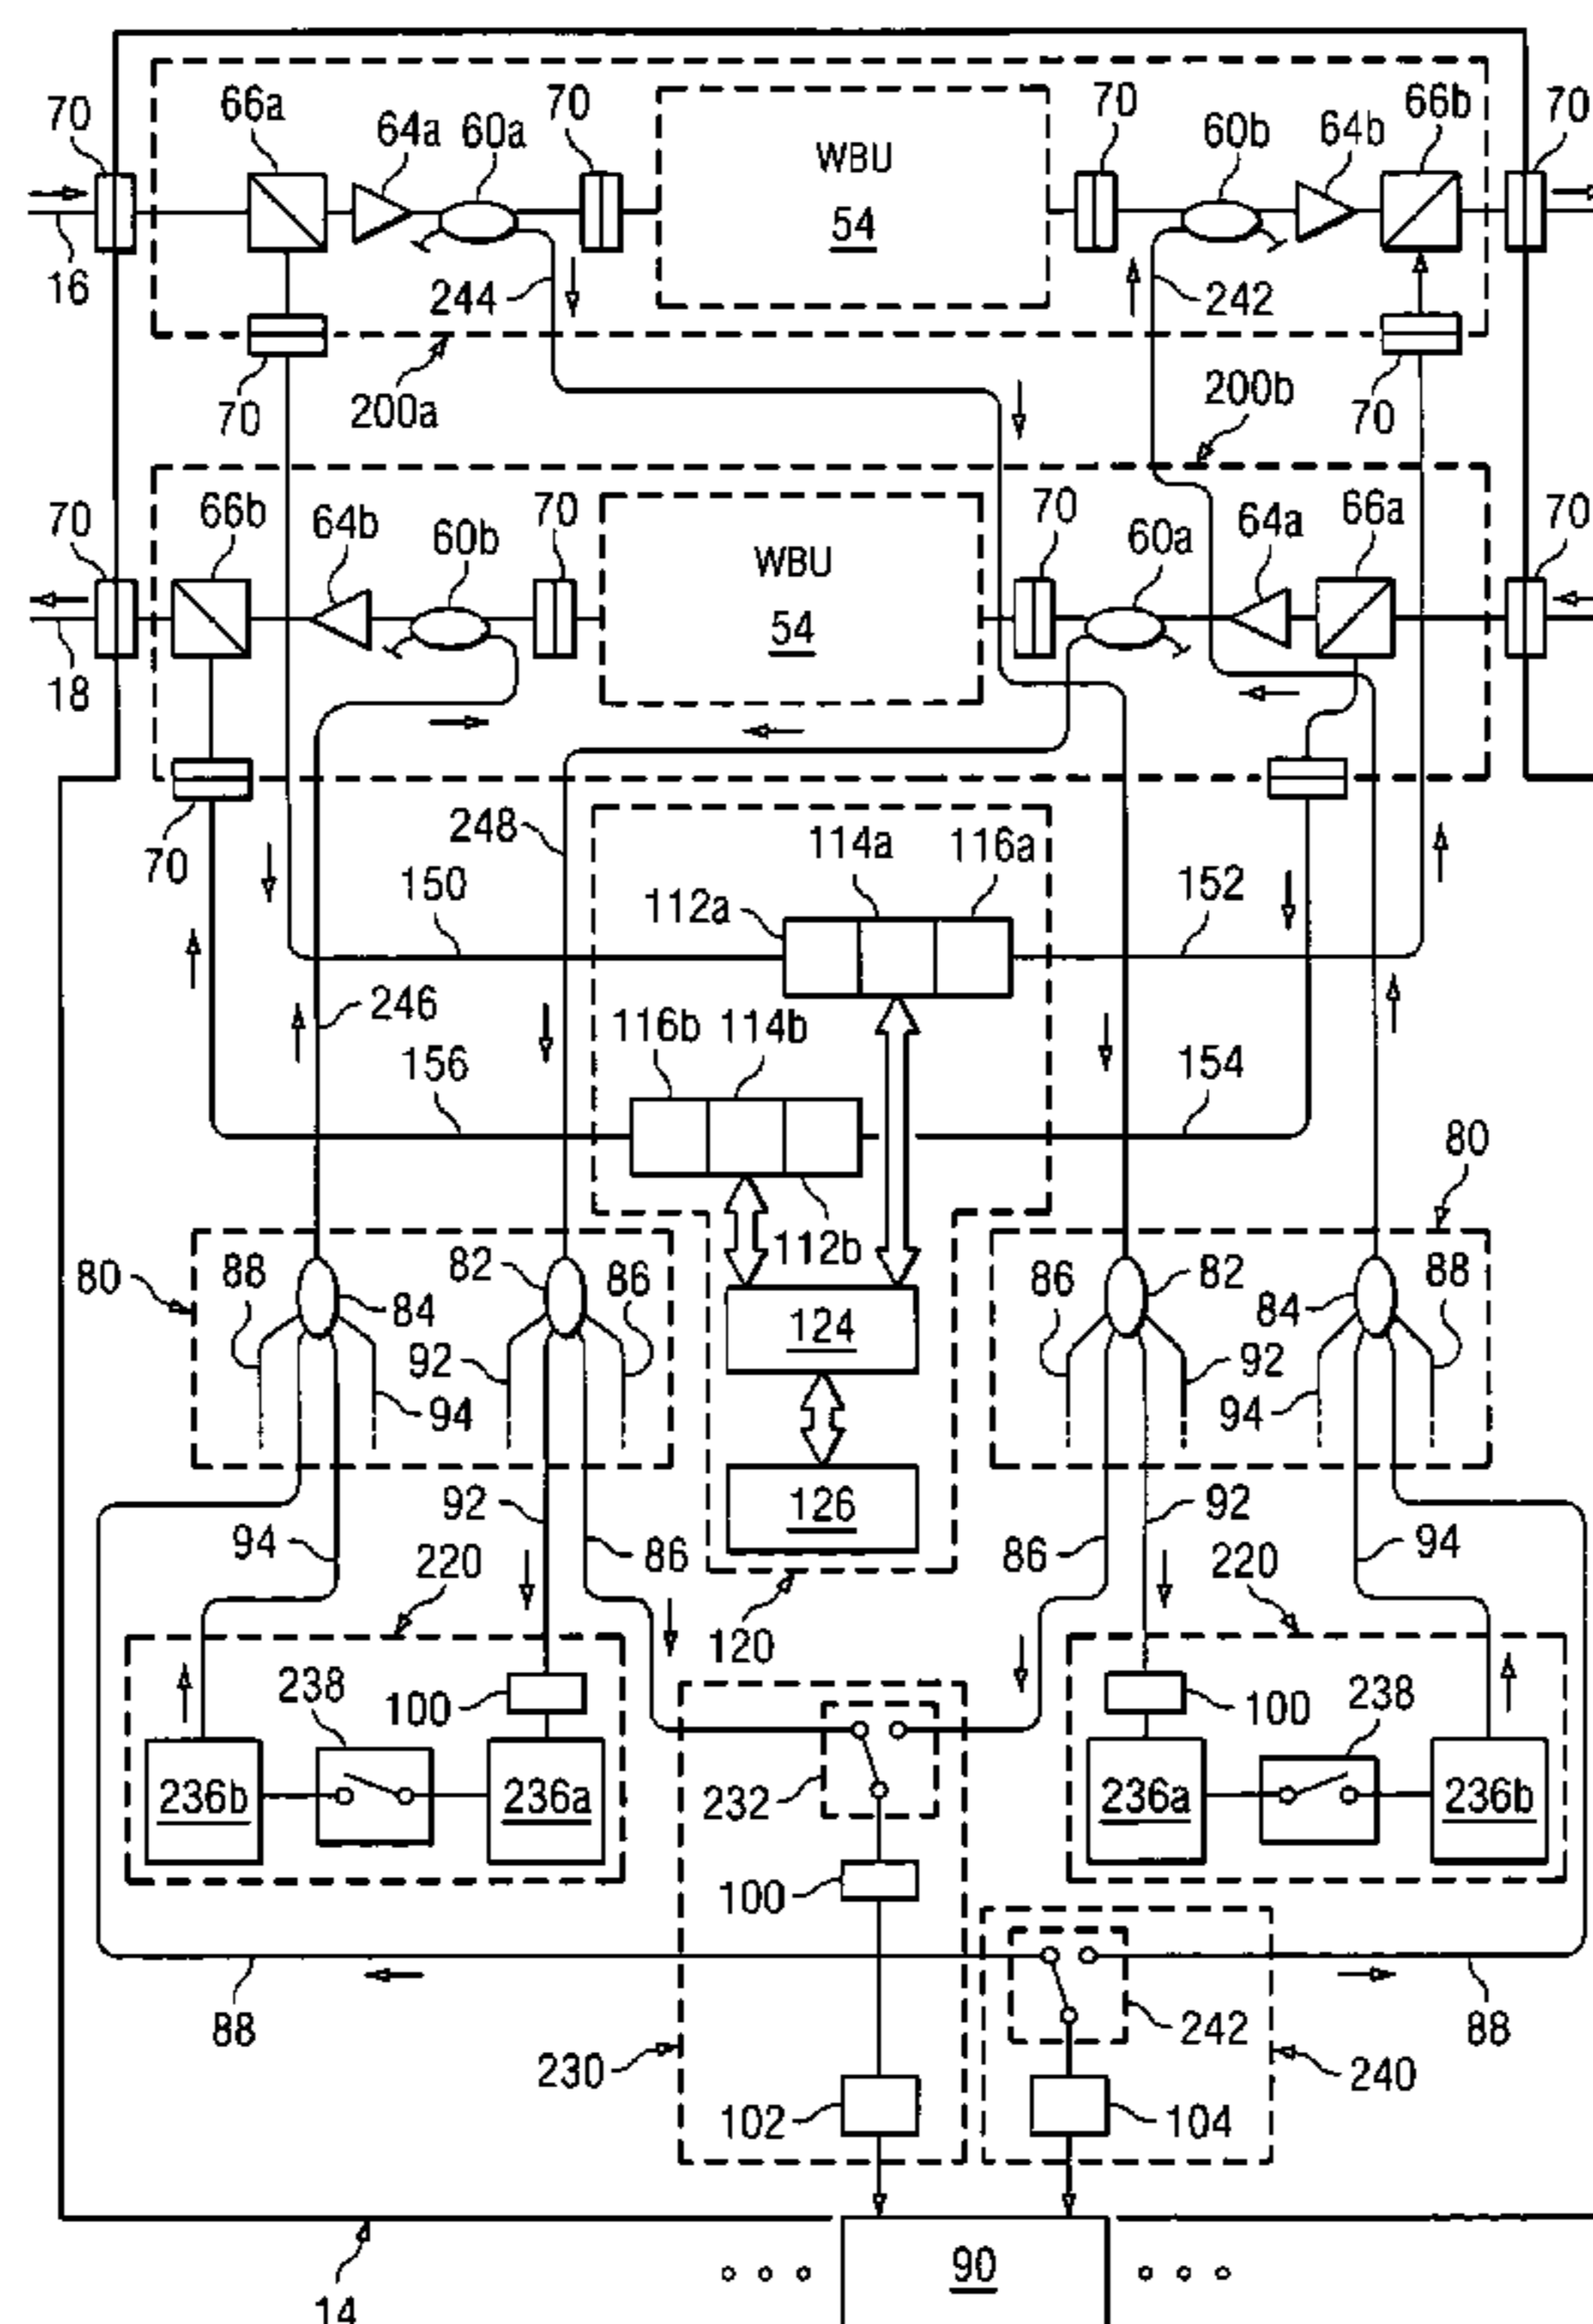 66a 70 70 66b
70 64a 60a 60b 64b 70
WBU
54
16 244 242
70 200a 200b 70
70 66b 64b 60b 70 70 60a 64a 66a 70
WBU
54
18
70 248 114a 116a
150 112a 152
246 116b 114b
156 154
80
112b
80 88 84 82 86 86 82 84 88
124
92 94 92 94
126
94 92 86 86 92 94
220 220
120
238 100 100 238
236b 236a 232 236a 236b
100
88 242 88
230 240
102 104
14 90